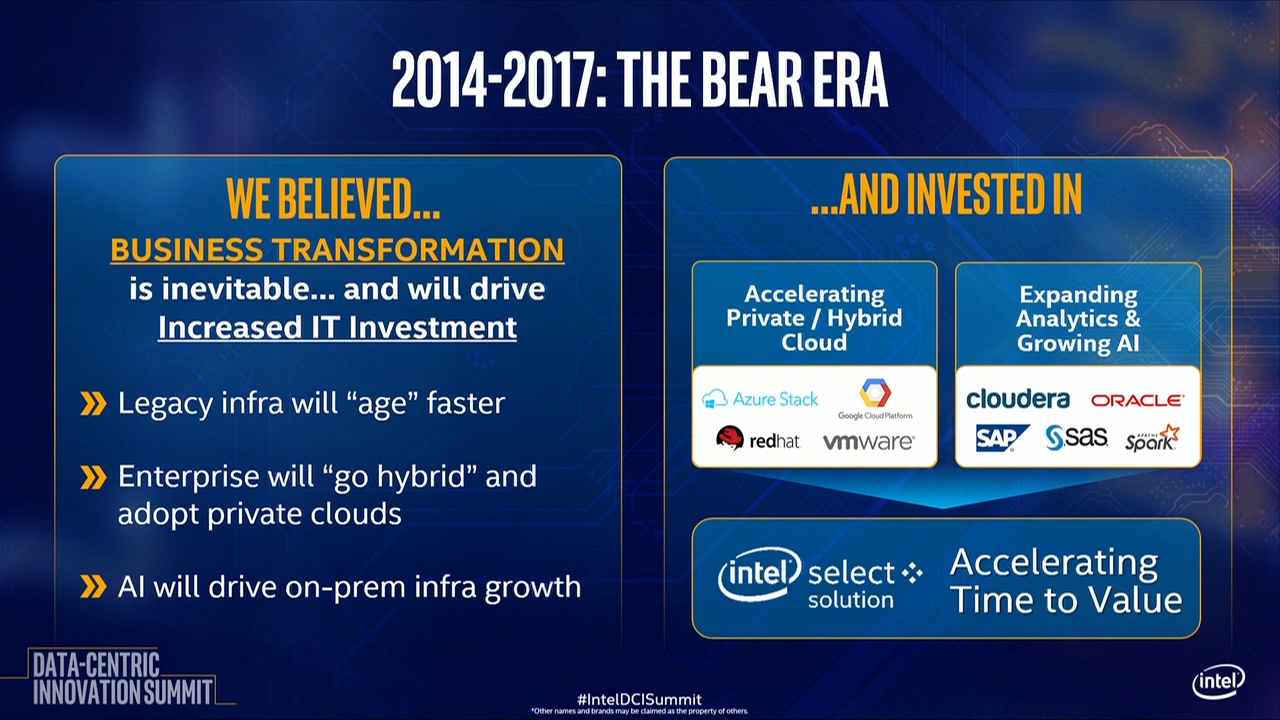 2014-2017: THE BEAR ERA
WE BELIEVED...
BUSINESS TRANSFORMATION
is inevitable... and will drive
Increased IT Investment
Legacy infra will “age” faster
Enterprise will “go hybrid” and
adopt private clouds
AI will drive on-prem infra growth
...AND INVESTED IN
Accelerating
Private / Hybrid
Cloud
Azure Stack
Google Cloud Platform
redhat
vmware®
Expanding
Analytics &
Growing AI
cloudera
ORACLE®
SAP®
sas
APACHE
Spark
intel® select
solution
Accelerating
Time to Value
DATA-CENTRIC
INNOVATION SUMMIT
#IntelDCISummit
*Other names and brands may be claimed as the property of others.
intel®